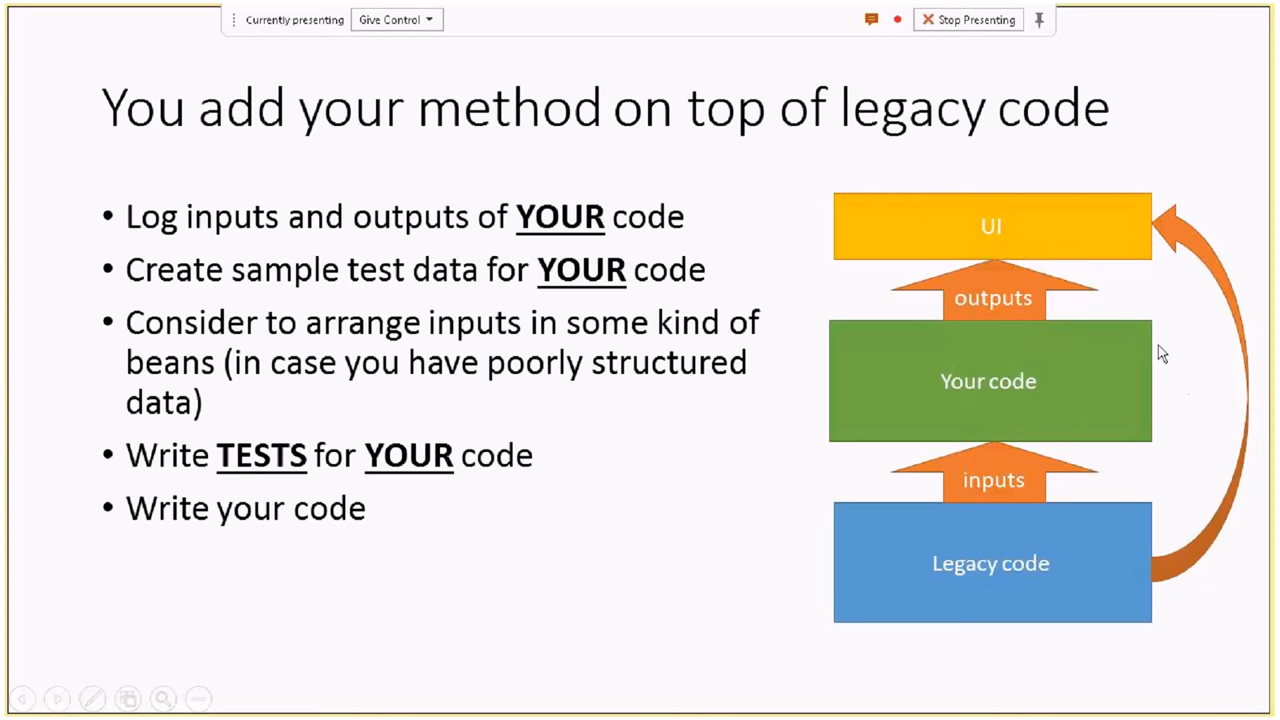 Currently presenting
Give Control
Stop Presenting
You add your method on top of legacy code
• Log inputs and outputs of YOUR code
• Create sample test data for YOUR code
• Consider to arrange inputs in some kind of
beans (in case you have poorly structured
data)
• Write TESTS for YOUR code
• Write your code
UI
outputs
Your code
inputs
Legacy code